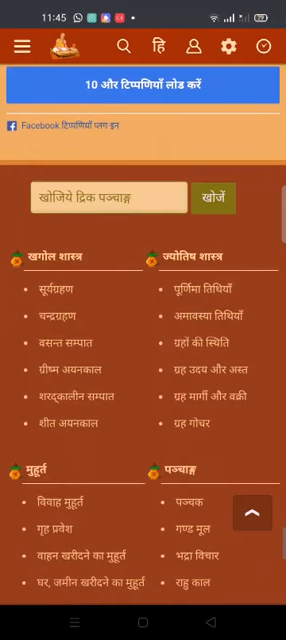 11:45
79
हि
10 और टिप्पणियाँ लोड करें
Facebook टिप्पणियाँ प्लग-इन
खोजिये द्रिक पञ्चाङ्ग
खोजें
खगोल शास्त्र
सूर्यग्रहण
चन्द्रग्रहण
वसन्त सम्पात
ग्रीष्म अयनकाल
शरद्कालीन सम्पात
शीत अयनकाल
ज्योतिष शास्त्र
पूर्णिमा तिथियाँ
अमावस्या तिथियाँ
ग्रहों की स्थिति
ग्रह उदय और अस्त
ग्रह मार्गी और वक्री
ग्रह गोचर
मुहूर्त
विवाह मुहूर्त
गृह प्रवेश
वाहन खरीदने का मुहूर्त
घर, जमीन खरीदने का मुहूर्त
पञ्चाङ्ग
पञ्चक
गण्ड मूल
भद्रा विचार
राहु काल